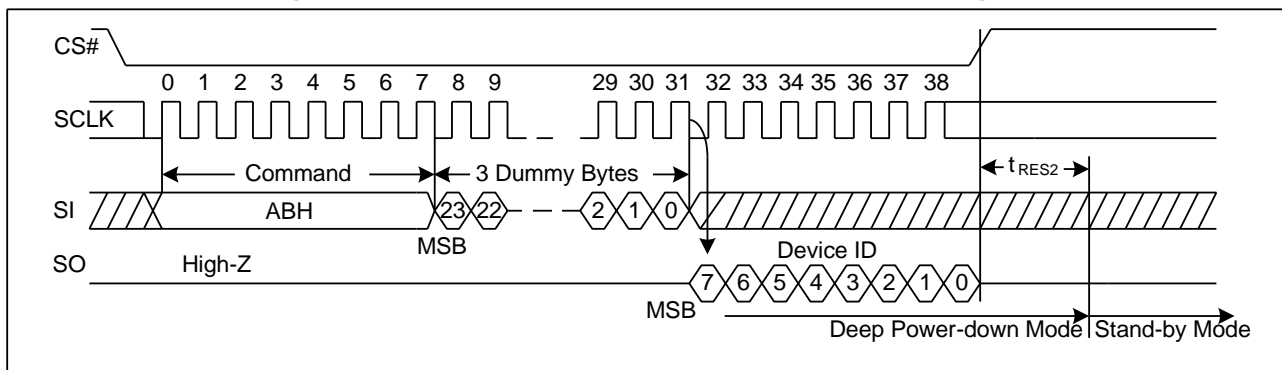 CS#
0 1 2 3 4 5 6 7 8 9 29 30 31 32 33 34 35 36 37 38
SCLK
Command 3 Dummy Bytes tRES2
SI ABH 23 22 2 1 0
MSB Device ID
SO High-Z 7 6 5 4 3 2 1 0
MSB
Deep Power-down Mode Stand-by Mode